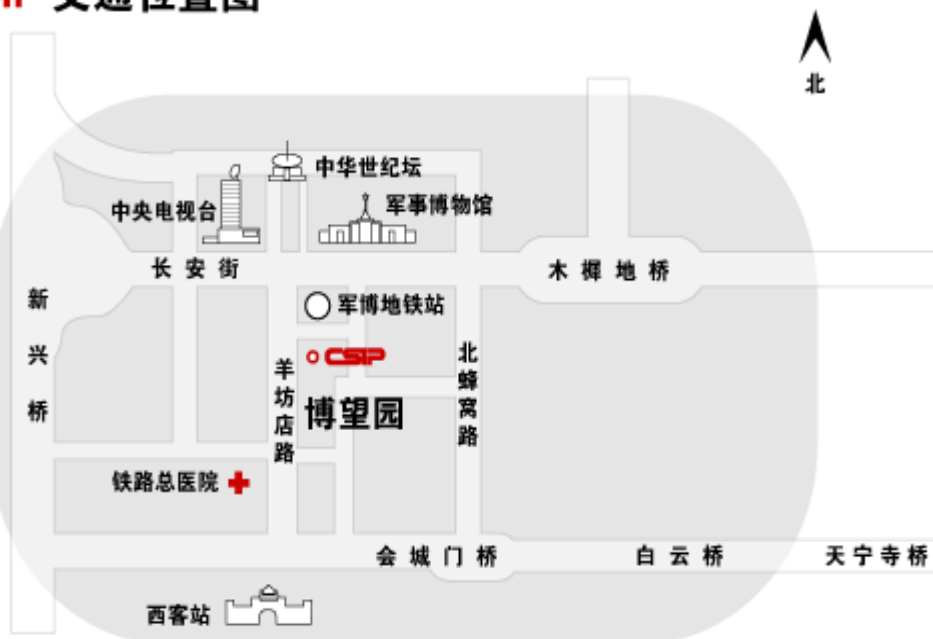 交通位置图
北
中华世纪坛
中央电视台
军事博物馆
长安街
木樨地桥
新兴桥
军博地铁站
CSIP
羊坊店路
北蜂窝路
博望园
铁路总医院
会城门桥
白云桥
天宁寺桥
西客站